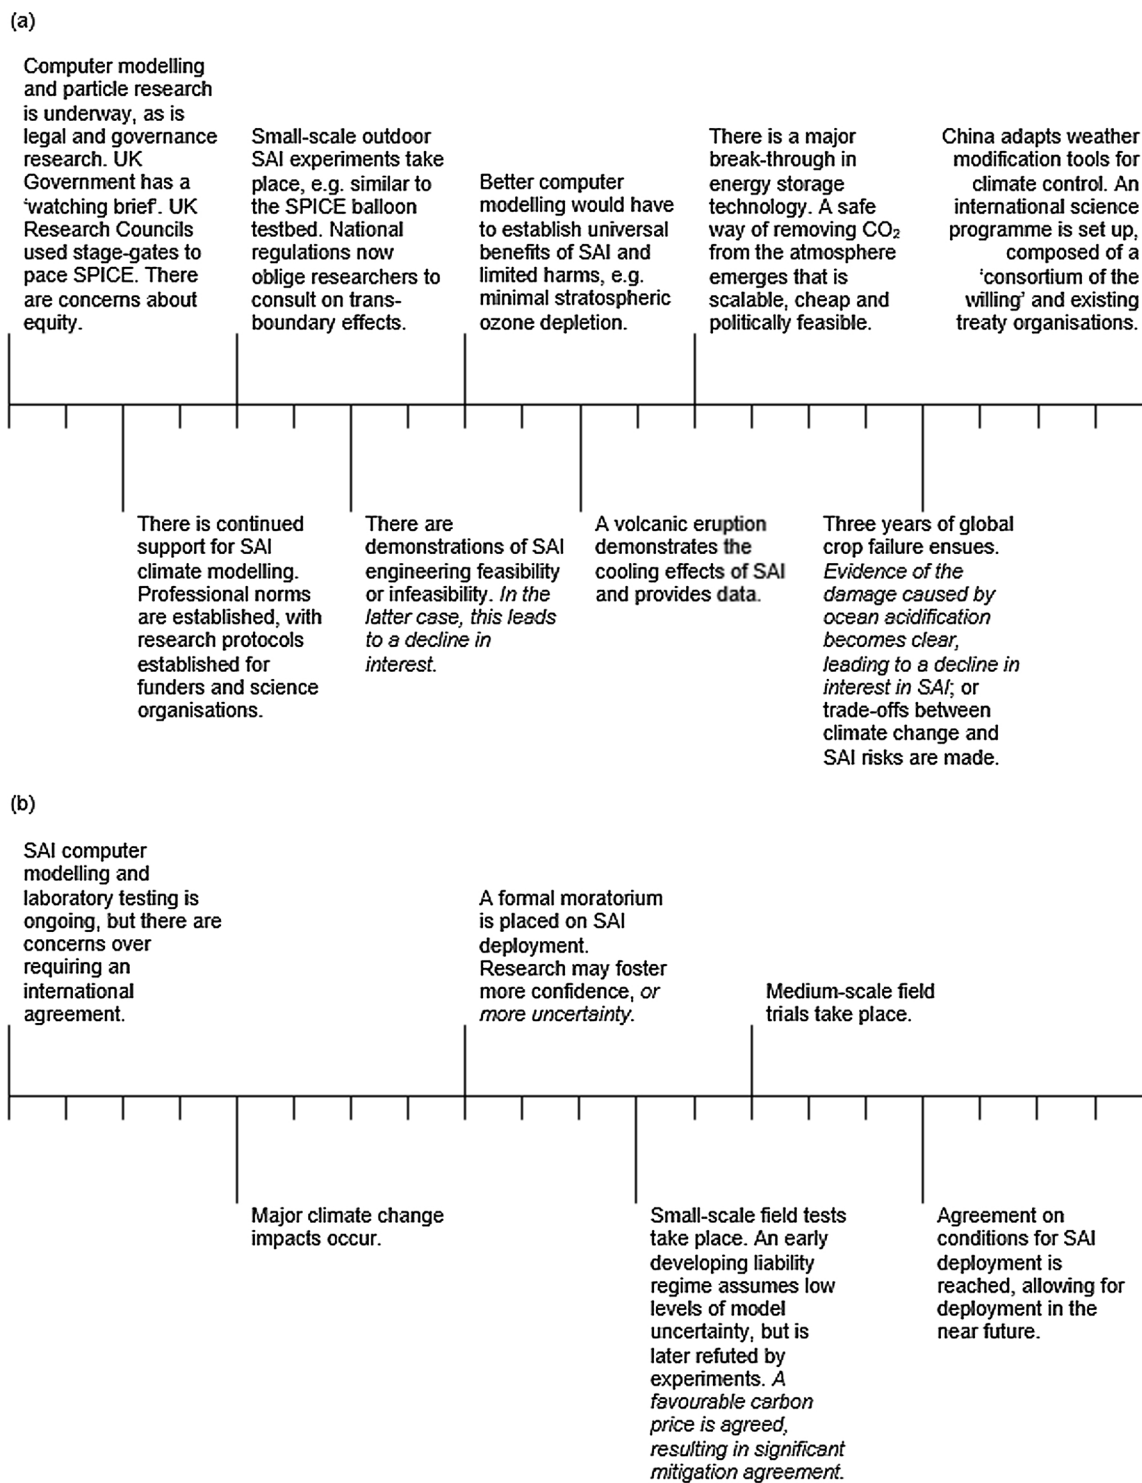 (a)
Computer modelling
and particle research
is underway, as is
legal and governance
research. UK
Government has a
‘watching brief’. UK
Research Councils
used stage-gates to
pace SPICE. There
are concerns about
equity.
Small-scale outdoor
SAI experiments take
place, e.g. similar to
the SPICE balloon
testbed. National
regulations now
oblige researchers to
consult on trans-
boundary effects.
Better computer
modelling would have
to establish universal
benefits of SAI and
limited harms, e.g.
minimal stratospheric
ozone depletion.
There is a major
break-through in
energy storage
technology. A safe
way of removing CO₂
from the atmosphere
emerges that is
scalable, cheap and
politically feasible.
China adapts weather
modification tools for
climate control. An
international science
programme is set up,
composed of a
‘consortium of the
willing’ and existing
treaty organisations.
There is continued
support for SAI
climate modelling.
Professional norms
are established, with
research protocols
established for
funders and science
organisations.
There are
demonstrations of SAI
engineering feasibility
or infeasibility. In the
latter case, this leads
to a decline in
interest.
A volcanic eruption
demonstrates the
cooling effects of SAI
and provides data.
Three years of global
crop failure ensues.
Evidence of the
damage caused by
ocean acidification
becomes clear,
leading to a decline in
interest in SAI; or
trade-offs between
climate change and
SAI risks are made.
(b)
SAI computer
modelling and
laboratory testing is
ongoing, but there are
concerns over
requiring an
international
agreement.
A formal moratorium
is placed on SAI
deployment.
Research may foster
more confidence, or
more uncertainty.
Medium-scale field
trials take place.
Major climate change
impacts occur.
Small-scale field tests
take place. An early
developing liability
regime assumes low
levels of model
uncertainty, but is
later refuted by
experiments. A
favourable carbon
price is agreed,
resulting in significant
mitigation agreement.
Agreement on
conditions for SAI
deployment is
reached, allowing for
deployment in the
near future.